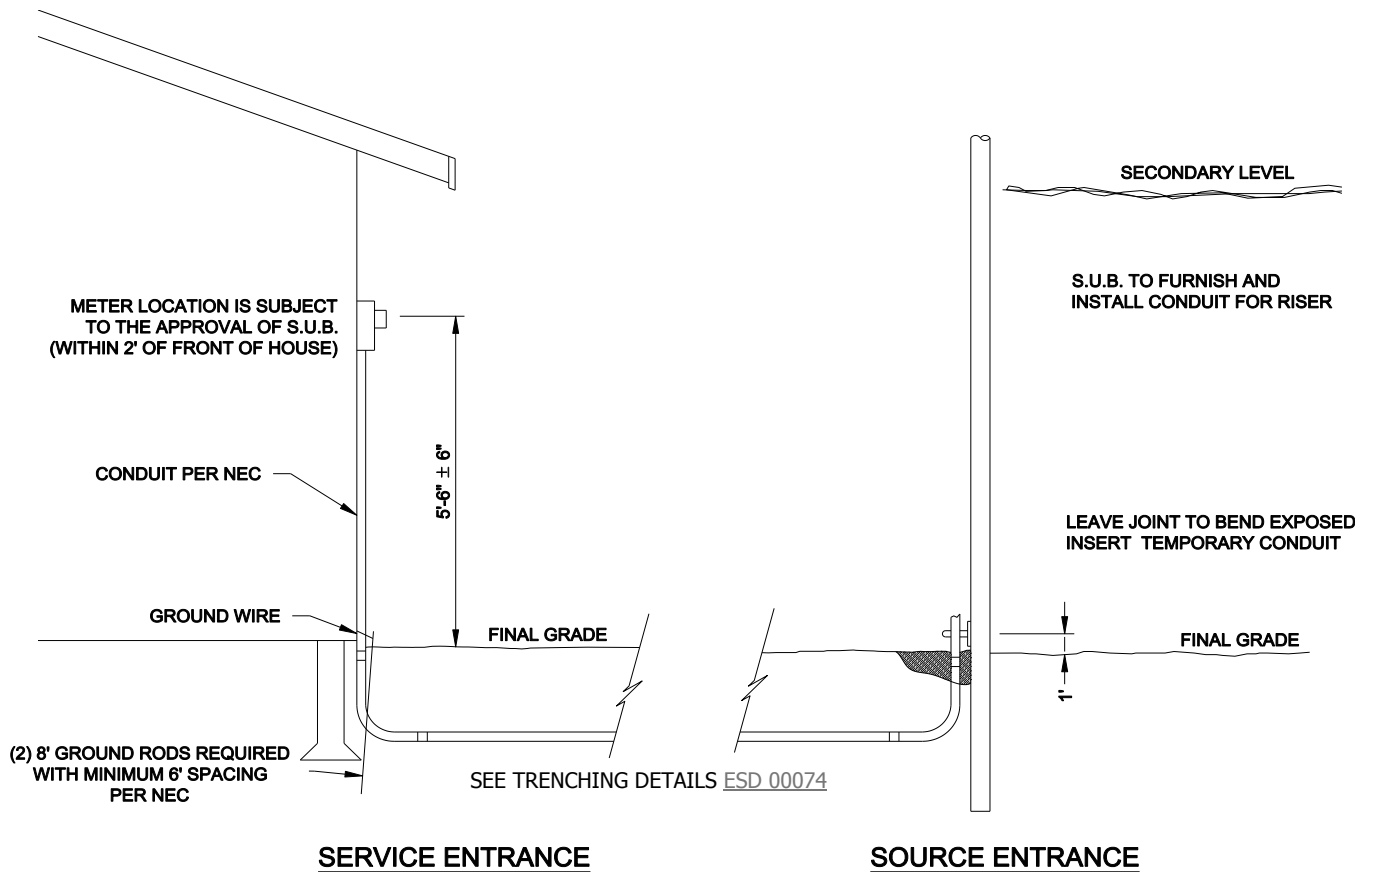 SECONDARY LEVEL
S.U.B. TO FURNISH AND
INSTALL CONDUIT FOR RISER
METER LOCATION IS SUBJECT
TO THE APPROVAL OF S.U.B.
(WITHIN 2' OF FRONT OF HOUSE)
5'-6" ± 6"
CONDUIT PER NEC
LEAVE JOINT TO BEND EXPOSED
INSERT TEMPORARY CONDUIT
GROUND WIRE
FINAL GRADE
FINAL GRADE
1'
(2) 8' GROUND RODS REQUIRED
WITH MINIMUM 6' SPACING
PER NEC
SEE TRENCHING DETAILS ESD 00074
SERVICE ENTRANCE
SOURCE ENTRANCE